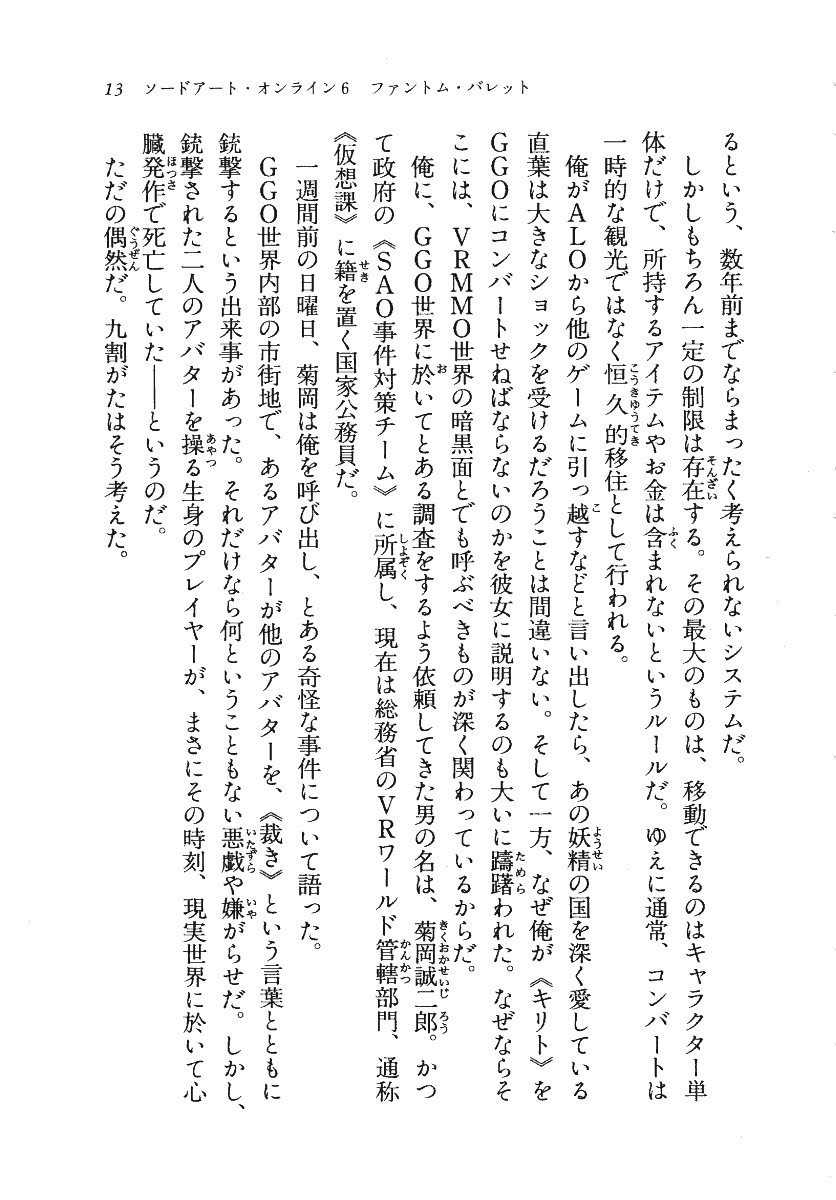 13 ソードアート・オンライン6 ファントム・バレット
るという、数年前までならまったく考えられないシステムだ。
しかしもちろん一定の制限は存在する。その最大のものは、移動できるのはキャラクター単
体だけで、所持するアイテムやお金は含まれないというルールだ。ゆえに通常、コンバートは
一時的な観光ではなく恒久的移住として行われる。
俺がALOから他のゲームに引っ越すなどと言い出したら、あの妖精の国を深く愛している
直葉は大きなショックを受けるだろうことは間違いない。そして一方、なぜ俺が《キリト》を
GGOにコンバートせねばならないのかを彼女に説明するのも大いに躊躇われた。なぜならそ
こには、VRMMO世界の暗黒面とでも呼ぶべきものが深く関わっているからだ。
俺に、GGO世界に於いてとある調査をするよう依頼してきた男の名は、菊岡誠二郎。かつ
て政府の《SAO事件対策チーム》に所属し、現在は総務省のVRワールド管轄部門、通称
《仮想課》に籍を置く国家公務員だ。
一週間前の日曜日、菊岡は俺を呼び出し、とある奇怪な事件について語った。
GGO世界内部の市街地で、あるアバターが他のアバターを、《裁き》という言葉とともに
銃撃するという出来事があった。それだけなら何ということもない悪戯や嫌がらせだ。しかし、
銃撃された二人のアバターを操る生身のプレイヤーが、まさにその時刻、現実世界に於いて心
臓発作で死亡していた――というのだ。
ただの偶然だ。九割がたはそう考えた。